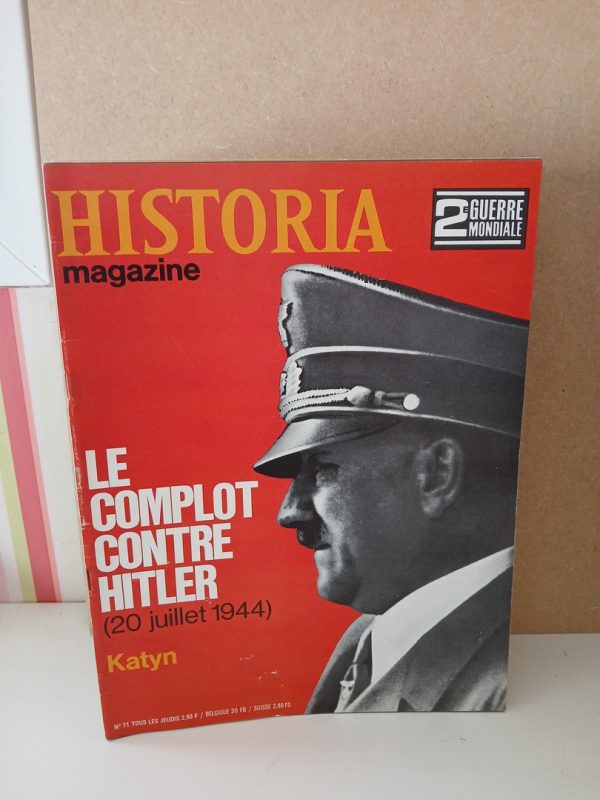 HISTORIA
magazine
2e GUERRE
MONDIALE
LE
COMPLOT
CONTRE
HITLER
(20 juillet 1944)
Katyn
N° 71 TOUS LES JEUDIS 2,90 F / BELGIQUE 30 FB / SUISSE 2,80 FS